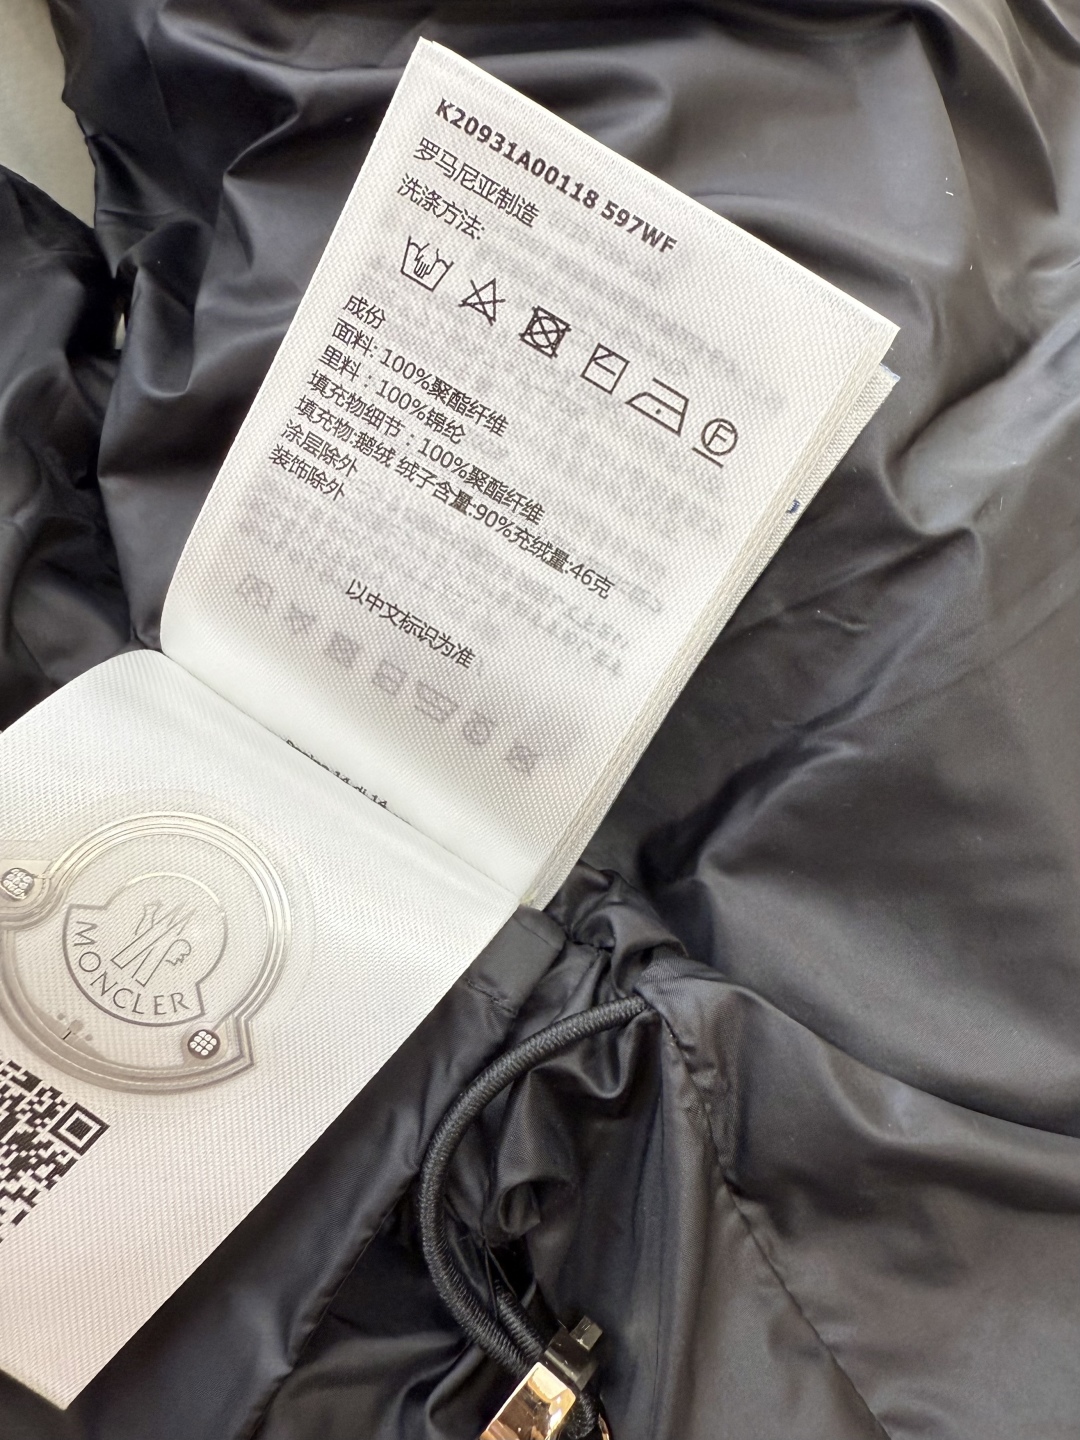 K20931A00118 597WF
罗马尼亚制造
洗涤方法:
F
成份
面料: 100%聚酯纤维
里料：100%锦纶
填充物细节：100%聚酯纤维
填充物:鹅绒 绒子含量:90%充绒量:46克
涂层除外
装饰除外
以中文标识为准
14 di 14
MONCLER